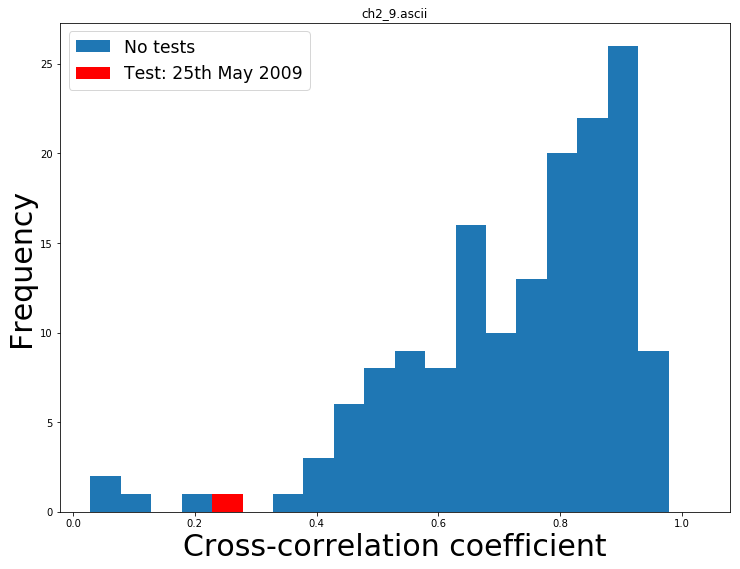 ch2_9.ascii
No tests
Test: 25th May 2009
Frequency
25
20
15
10
5
0
0.0 0.2 0.4 0.6 0.8 1.0
Cross-correlation coefficient